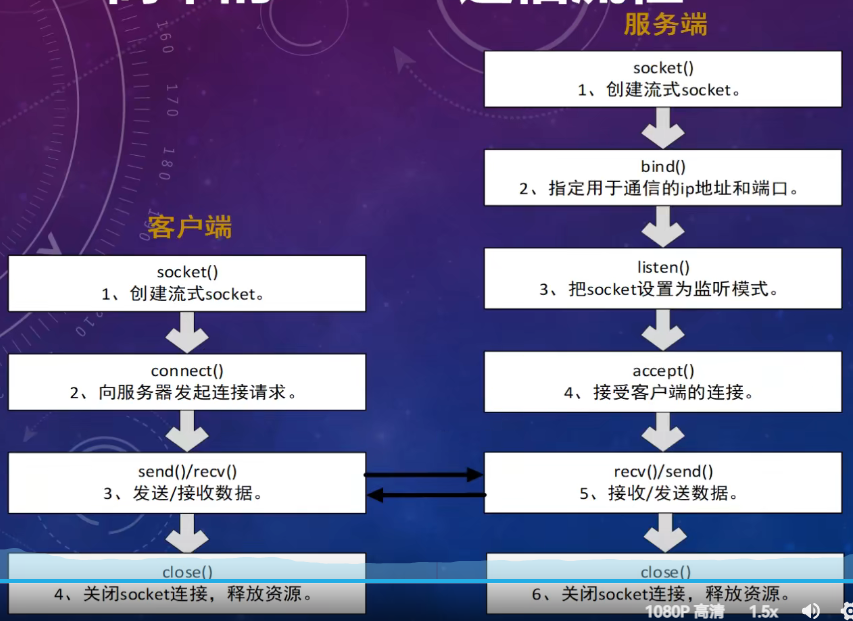 服务端
socket()
1、创建流式socket。
bind()
2、指定用于通信的ip地址和端口。
listen()
3、把socket设置为监听模式。
accept()
4、接受客户端的连接。
recv()/send()
5、接收/发送数据。
close()
6、关闭socket连接，释放资源。
客户端
socket()
1、创建流式socket。
connect()
2、向服务器发起连接请求。
send()/recv()
3、发送/接收数据。
close()
4、关闭socket连接，释放资源。
160
170
180
190
210
1080P 高清
1.5x